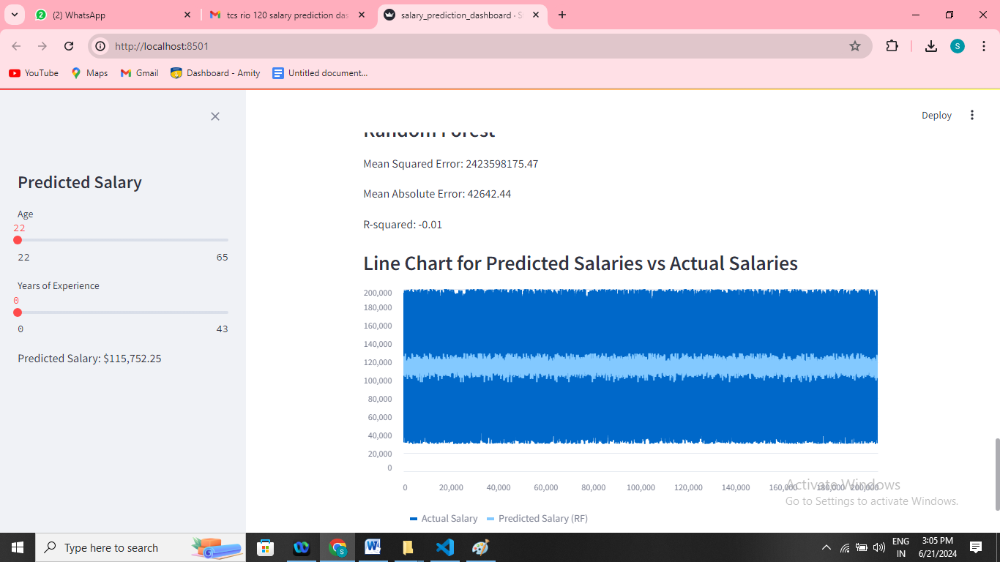 (2) WhatsApp
tcs rio 120 salary prediction das
salary_prediction_dashboard · S
http://localhost:8501
S
YouTube
Maps
Gmail
Dashboard - Amity
Untitled document...
Deploy
Predicted Salary
Age
22
22 65
Years of Experience
0
0 43
Predicted Salary: $115,752.25
Random Forest
Mean Squared Error: 2423598175.47
Mean Absolute Error: 42642.44
R-squared: -0.01
Line Chart for Predicted Salaries vs Actual Salaries
200,000
180,000
160,000
140,000
120,000
100,000
80,000
60,000
40,000
20,000
0
0 20,000 40,000 60,000 80,000 100,000 120,000 140,000 160,000 180,000 200,000
Actual Salary Predicted Salary (RF)
Activate Windows
Go to Settings to activate Windows.
Type here to search
ENG
IN
3:05 PM
6/21/2024